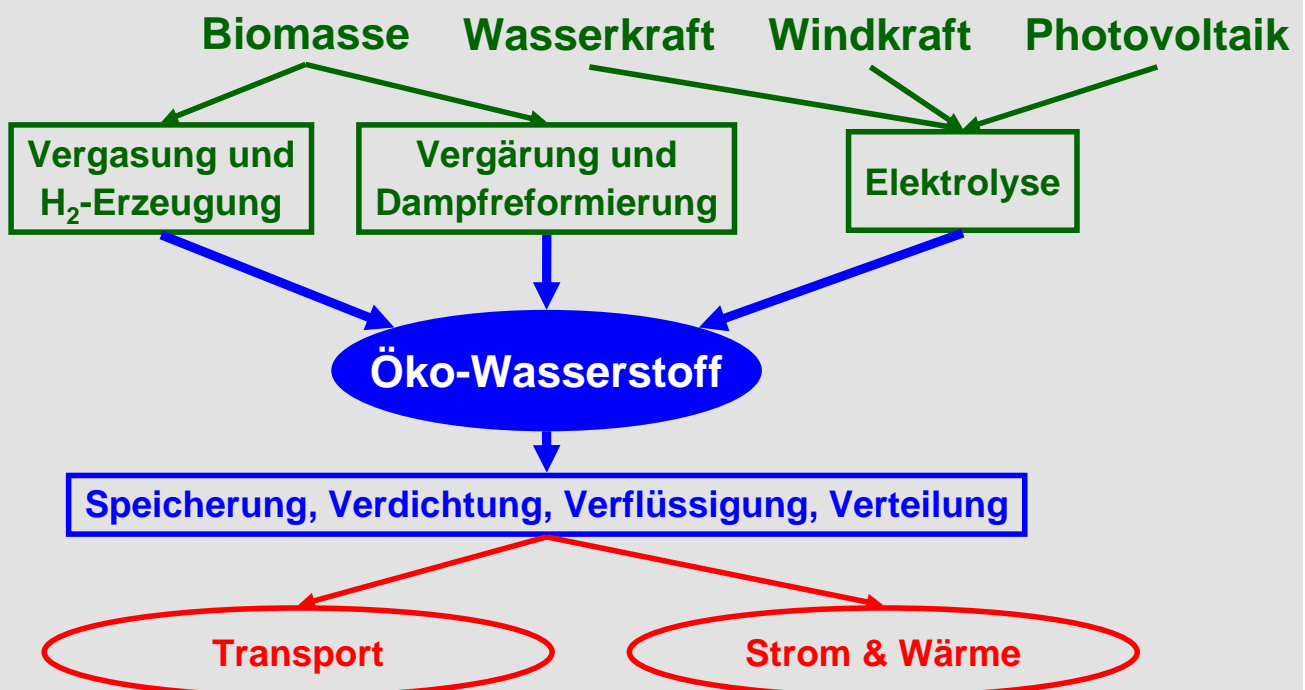 Biomasse Wasserkraft Windkraft Photovoltaik
Vergasung und
H₂-Erzeugung
Vergärung und
Dampfreformierung
Elektrolyse
Öko-Wasserstoff
Speicherung, Verdichtung, Verflüssigung, Verteilung
Transport
Strom & Wärme